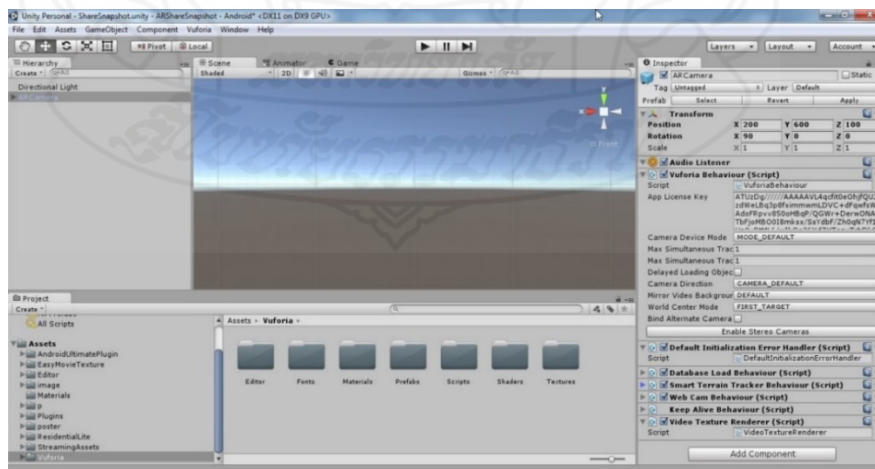 Unity Personal - ShareSnapshot.unity - ARShareSnapshot - Android* <DX11 on DX9 GPU>
File Edit Assets GameObject Component Vuforia Window Help
Pivot Local
Layers Layout Account
Hierarchy
Create All
Directional Light
ARCamera
Scene Animator Game
Shaded 2D Gizmos All
y
x
Front
Inspector
ARCamera Static
Tag Untagged Layer Default
Prefab Select Revert Apply
Transform
Position X 200 Y 600 Z 100
Rotation X 90 Y 0 Z 0
Scale X 1 Y 1 Z 1
Audio Listener
Vuforia Behaviour (Script)
Script VuforiaBehaviour
App License Key
Camera Device Mode MODE_DEFAULT
Max Simultaneous Trac 1
Max Simultaneous Trac 1
Delayed Loading Objec
Camera Direction CAMERA_DEFAULT
Mirror Video Backgrour DEFAULT
World Center Mode FIRST_TARGET
Bind Alternate Camera
Enable Stereo Cameras
Default Initialization Error Handler (Script)
Script DefaultInitializationErrorHandler
Database Load Behaviour (Script)
Smart Terrain Tracker Behaviour (Script)
Web Cam Behaviour (Script)
Keep Alive Behaviour (Script)
Video Texture Renderer (Script)
Script VideoTextureRenderer
Add Component
Project
Create
All Scripts
Assets
AndroidUltimatePlugin
EasyMovieTexture
Editor
image
Materials
p
Plugins
poster
ResidentialLite
StreamingAssets
Vuforia
Assets Vuforia
Editor Fonts Materials Prefabs Scripts Shaders Textures